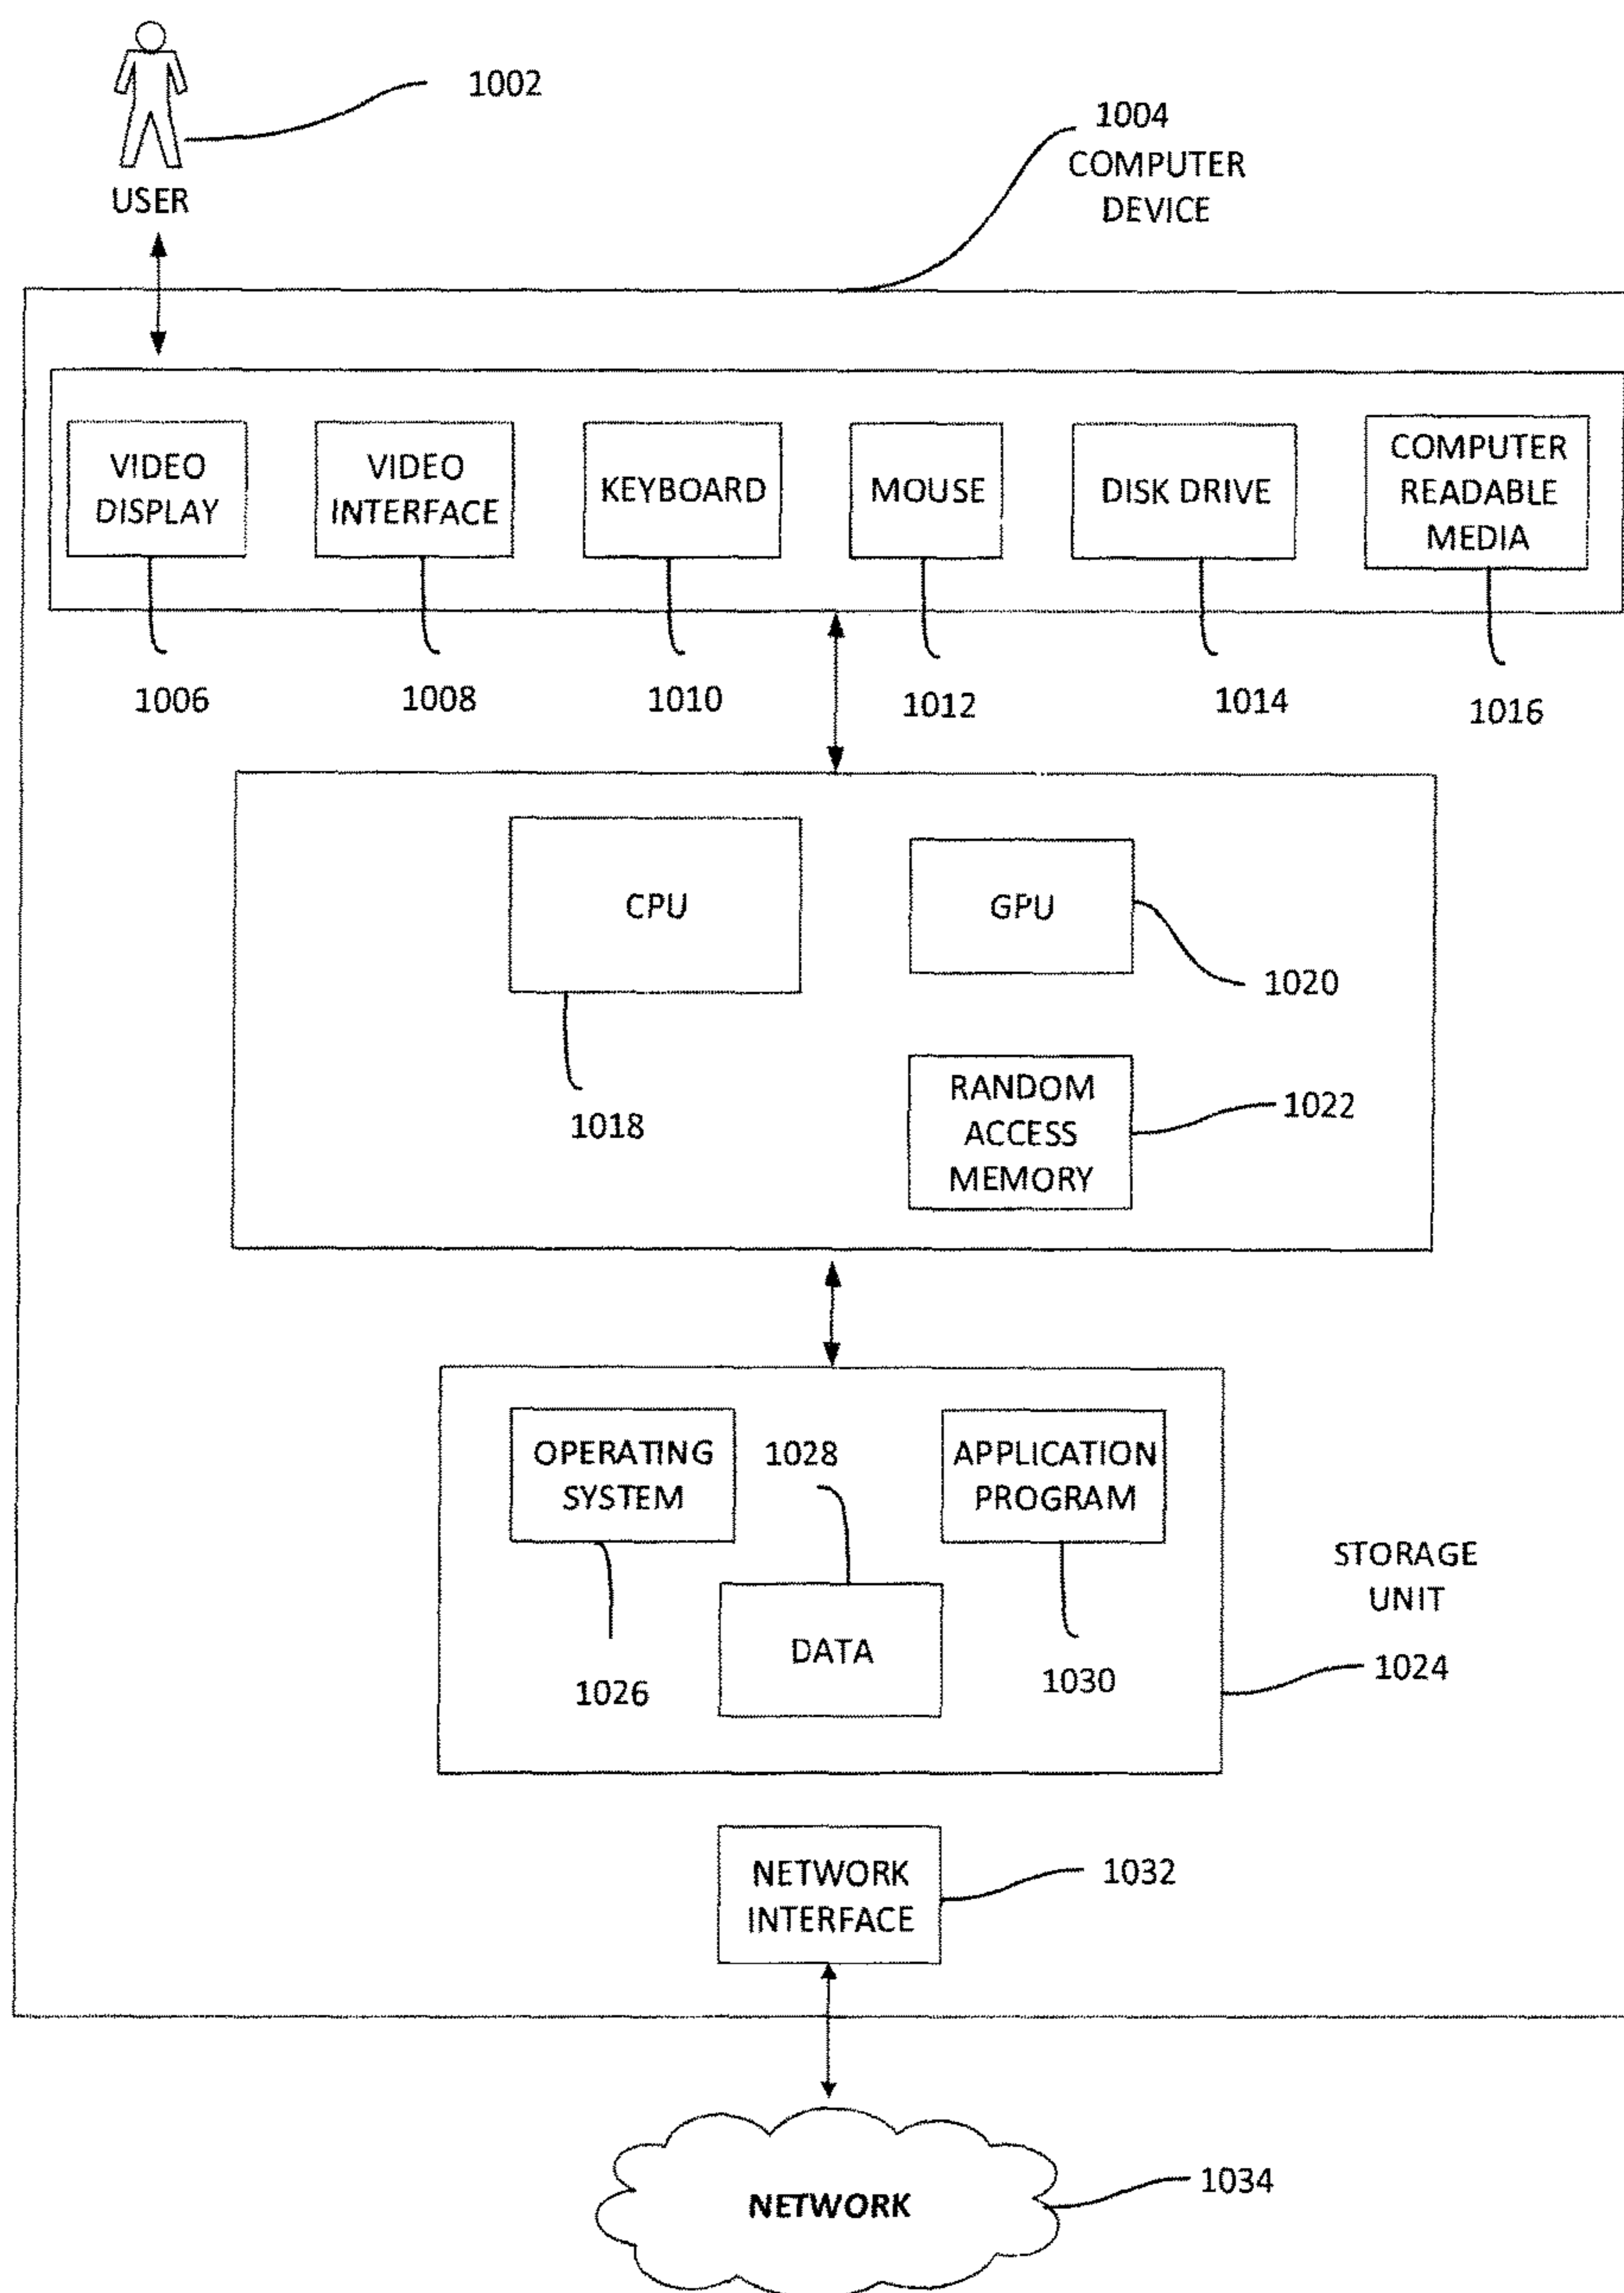 1002
1004
COMPUTER
DEVICE
USER
VIDEO
DISPLAY
VIDEO
INTERFACE
KEYBOARD
MOUSE
DISK DRIVE
COMPUTER
READABLE
MEDIA
1006
1008
1010
1012
1014
1016
CPU
GPU
1020
1018
RANDOM
ACCESS
MEMORY
1022
OPERATING
SYSTEM
1028
APPLICATION
PROGRAM
STORAGE
UNIT
DATA
1026
1030
1024
NETWORK
INTERFACE
1032
NETWORK
1034